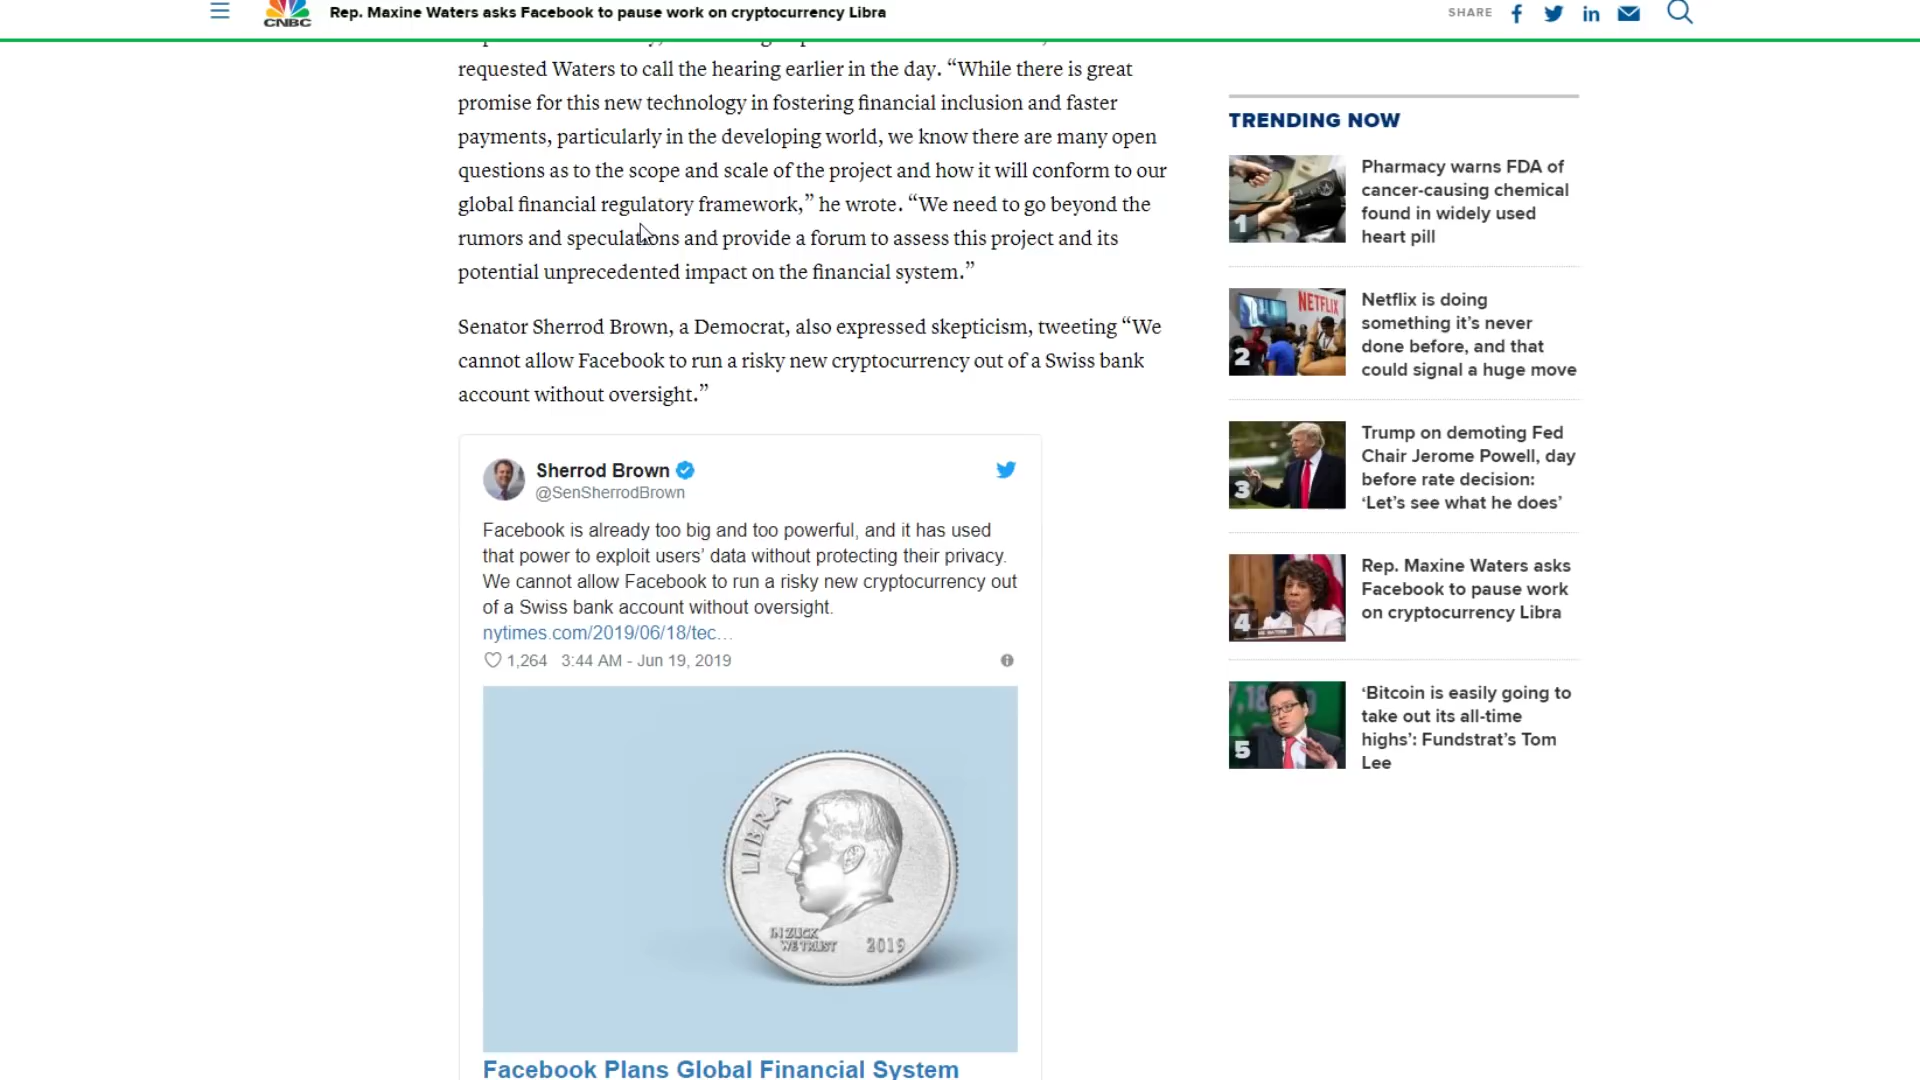 CNBC
Rep. Maxine Waters asks Facebook to pause work on cryptocurrency Libra
SHARE
requested Waters to call the hearing earlier in the day. “While there is great
promise for this new technology in fostering financial inclusion and faster
payments, particularly in the developing world, we know there are many open
questions as to the scope and scale of the project and how it will conform to our
global financial regulatory framework,” he wrote. “We need to go beyond the
rumors and speculations and provide a forum to assess this project and its
potential unprecedented impact on the financial system.”
Senator Sherrod Brown, a Democrat, also expressed skepticism, tweeting “We
cannot allow Facebook to run a risky new cryptocurrency out of a Swiss bank
account without oversight.”
Sherrod Brown
@SenSherrodBrown
Facebook is already too big and too powerful, and it has used
that power to exploit users’ data without protecting their privacy.
We cannot allow Facebook to run a risky new cryptocurrency out
of a Swiss bank account without oversight.
nytimes.com/2019/06/18/tec…
1,264 3:44 AM - Jun 19, 2019
LIBRA
IN ZUCK
WE TRUST
2019
Facebook Plans Global Financial System
TRENDING NOW
1
Pharmacy warns FDA of
cancer-causing chemical
found in widely used
heart pill
NETFLIX
2
Netflix is doing
something it’s never
done before, and that
could signal a huge move
3
Trump on demoting Fed
Chair Jerome Powell, day
before rate decision:
‘Let’s see what he does’
4
Rep. Maxine Waters asks
Facebook to pause work
on cryptocurrency Libra
5
‘Bitcoin is easily going to
take out its all-time
highs’: Fundstrat’s Tom
Lee